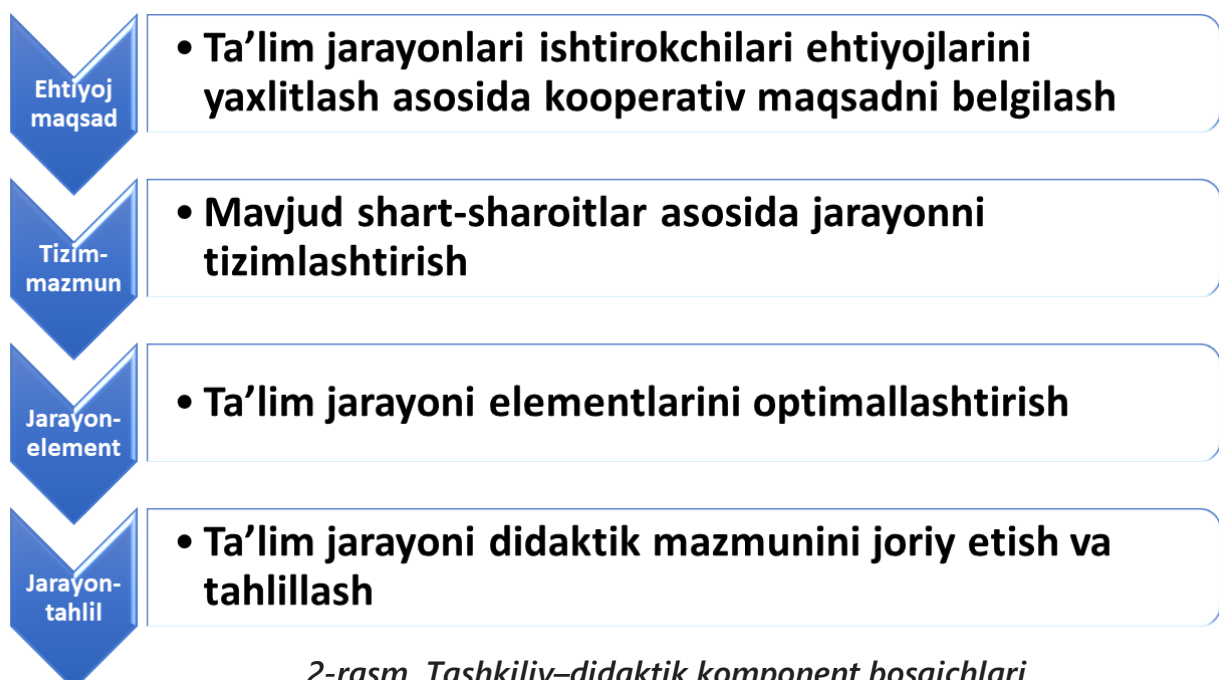 Ehtiyoj
maqsad
• Ta’lim jarayonlari ishtirokchilari ehtiyojlarini
yaxlitlash asosida kooperativ maqsadni belgilash
Tizim-
mazmun
• Mavjud shart-sharoitlar asosida jarayonni
tizimlashtirish
Jarayon-
element
• Ta’lim jarayoni elementlarini optimallashtirish
Jarayon-
tahlil
• Ta’lim jarayoni didaktik mazmunini joriy etish va
tahlillash
2-rasm. Tashkiliy–didaktik komponent bosqichlari